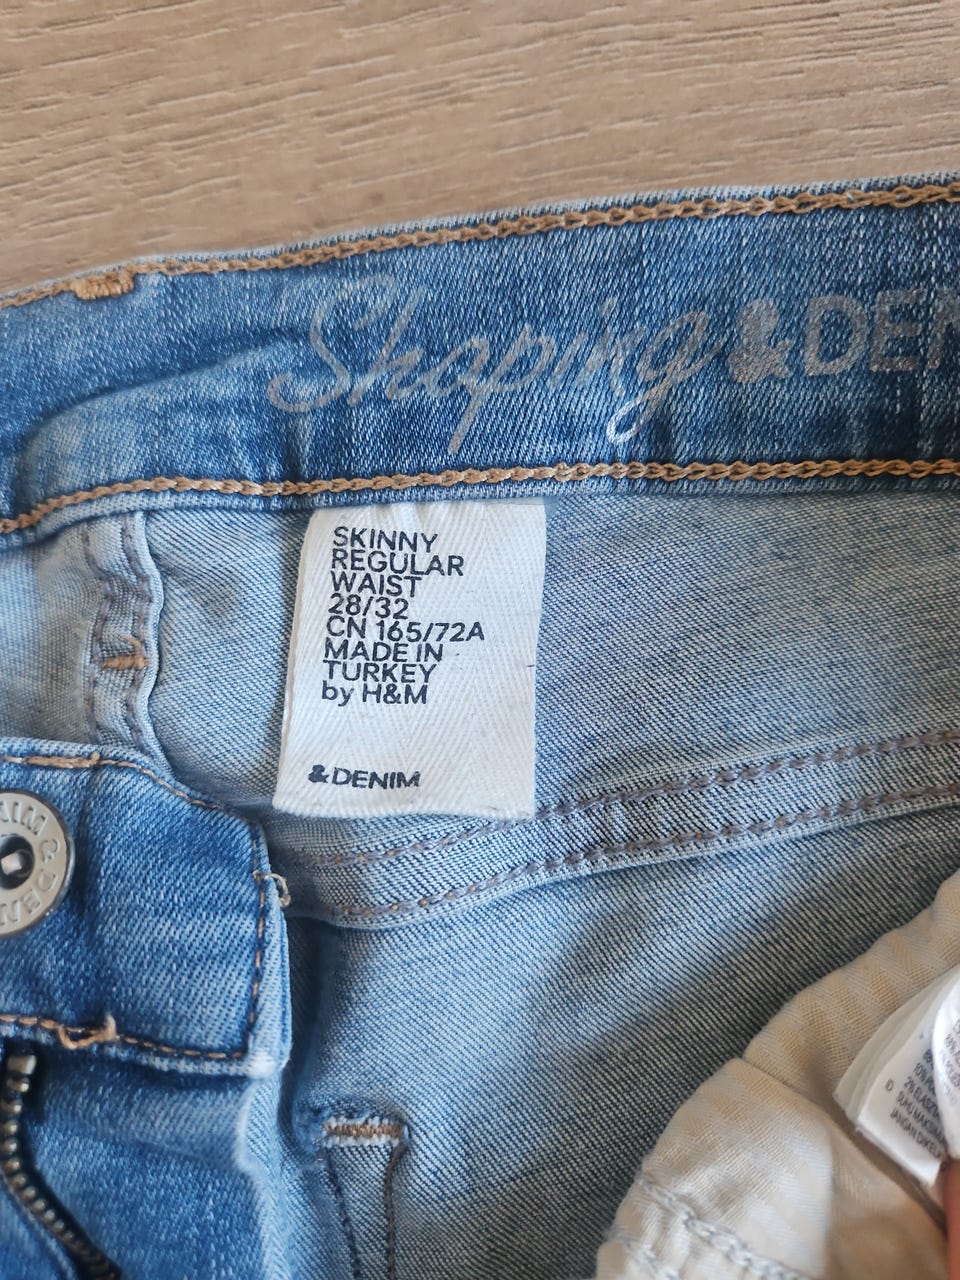 Shaping & DEN
SKINNY
REGULAR
WAIST
28/32
CN 165/72A
MADE IN
TURKEY
by H&M
& DENIM